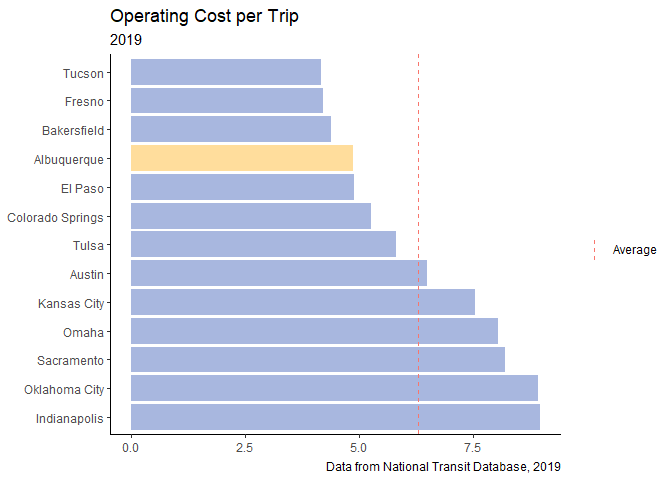 Operating Cost per Trip
2019
Tucson
Fresno
Bakersfield
Albuquerque
El Paso
Colorado Springs
Tulsa
Austin
Kansas City
Omaha
Sacramento
Oklahoma City
Indianapolis
Average
0.0 2.5 5.0 7.5
Data from National Transit Database, 2019